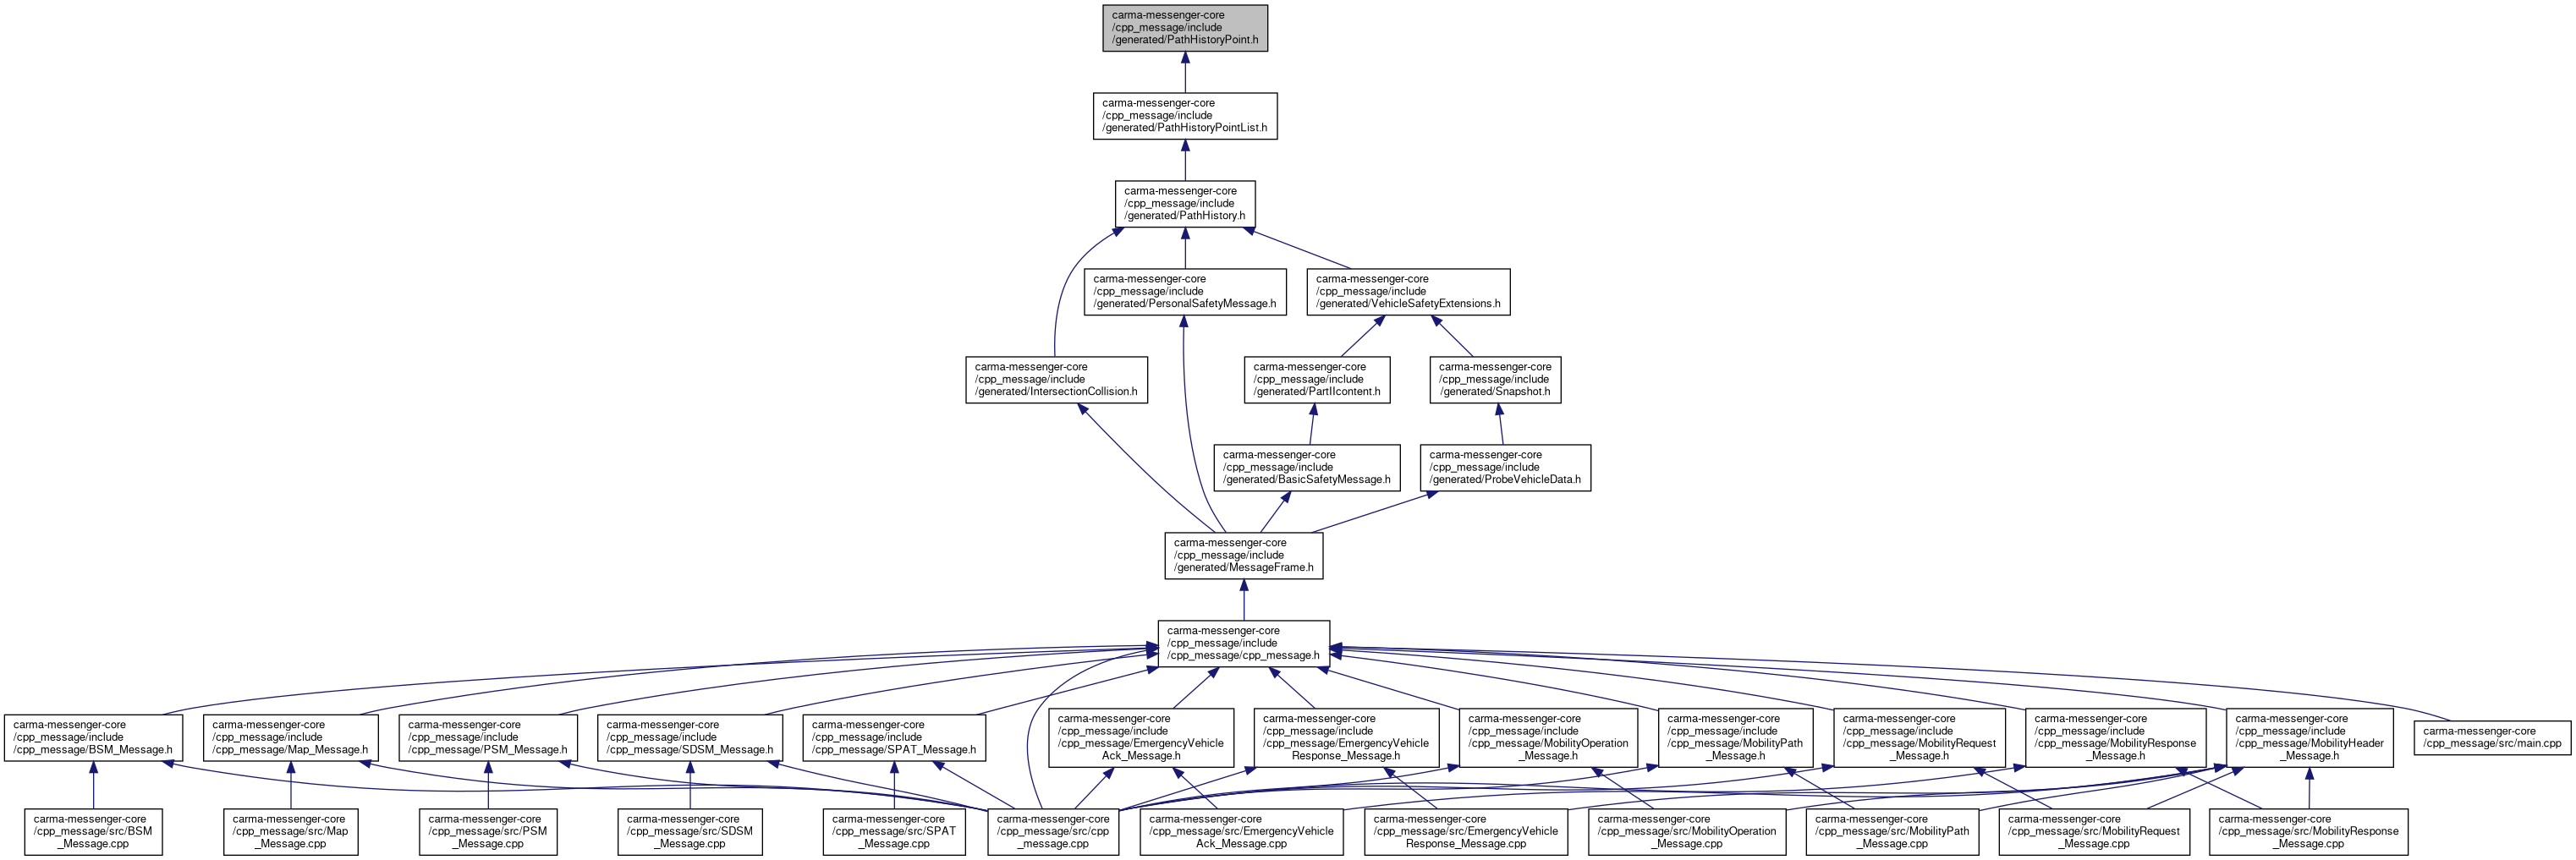 carma-messenger-core
/cpp_message/include
/generated/PathHistoryPoint.h
carma-messenger-core
/cpp_message/include
/generated/PathHistoryPointList.h
carma-messenger-core
/cpp_message/include
/generated/PathHistory.h
carma-messenger-core
/cpp_message/include
/generated/PersonalSafetyMessage.h
carma-messenger-core
/cpp_message/include
/generated/VehicleSafetyExtensions.h
carma-messenger-core
/cpp_message/include
/generated/IntersectionCollision.h
carma-messenger-core
/cpp_message/include
/generated/PartIIcontent.h
carma-messenger-core
/cpp_message/include
/generated/Snapshot.h
carma-messenger-core
/cpp_message/include
/generated/BasicSafetyMessage.h
carma-messenger-core
/cpp_message/include
/generated/ProbeVehicleData.h
carma-messenger-core
/cpp_message/include
/generated/MessageFrame.h
carma-messenger-core
/cpp_message/include
/cpp_message/cpp_message.h
carma-messenger-core
/cpp_message/include
/cpp_message/BSM_Message.h
carma-messenger-core
/cpp_message/include
/cpp_message/Map_Message.h
carma-messenger-core
/cpp_message/include
/cpp_message/PSM_Message.h
carma-messenger-core
/cpp_message/include
/cpp_message/SDSM_Message.h
carma-messenger-core
/cpp_message/include
/cpp_message/SPAT_Message.h
carma-messenger-core
/cpp_message/include
/cpp_message/EmergencyVehicle
Ack_Message.h
carma-messenger-core
/cpp_message/include
/cpp_message/EmergencyVehicle
Response_Message.h
carma-messenger-core
/cpp_message/include
/cpp_message/MobilityOperation
_Message.h
carma-messenger-core
/cpp_message/include
/cpp_message/MobilityPath
_Message.h
carma-messenger-core
/cpp_message/include
/cpp_message/MobilityRequest
_Message.h
carma-messenger-core
/cpp_message/include
/cpp_message/MobilityResponse
_Message.h
carma-messenger-core
/cpp_message/include
/cpp_message/MobilityHeader
_Message.h
carma-messenger-core
/cpp_message/src/main.cpp
carma-messenger-core
/cpp_message/src/BSM
_Message.cpp
carma-messenger-core
/cpp_message/src/Map
_Message.cpp
carma-messenger-core
/cpp_message/src/PSM
_Message.cpp
carma-messenger-core
/cpp_message/src/SDSM
_Message.cpp
carma-messenger-core
/cpp_message/src/SPAT
_Message.cpp
carma-messenger-core
/cpp_message/src/cpp
_message.cpp
carma-messenger-core
/cpp_message/src/EmergencyVehicle
Ack_Message.cpp
carma-messenger-core
/cpp_message/src/EmergencyVehicle
Response_Message.cpp
carma-messenger-core
/cpp_message/src/MobilityOperation
_Message.cpp
carma-messenger-core
/cpp_message/src/MobilityPath
_Message.cpp
carma-messenger-core
/cpp_message/src/MobilityRequest
_Message.cpp
carma-messenger-core
/cpp_message/src/MobilityResponse
_Message.cpp